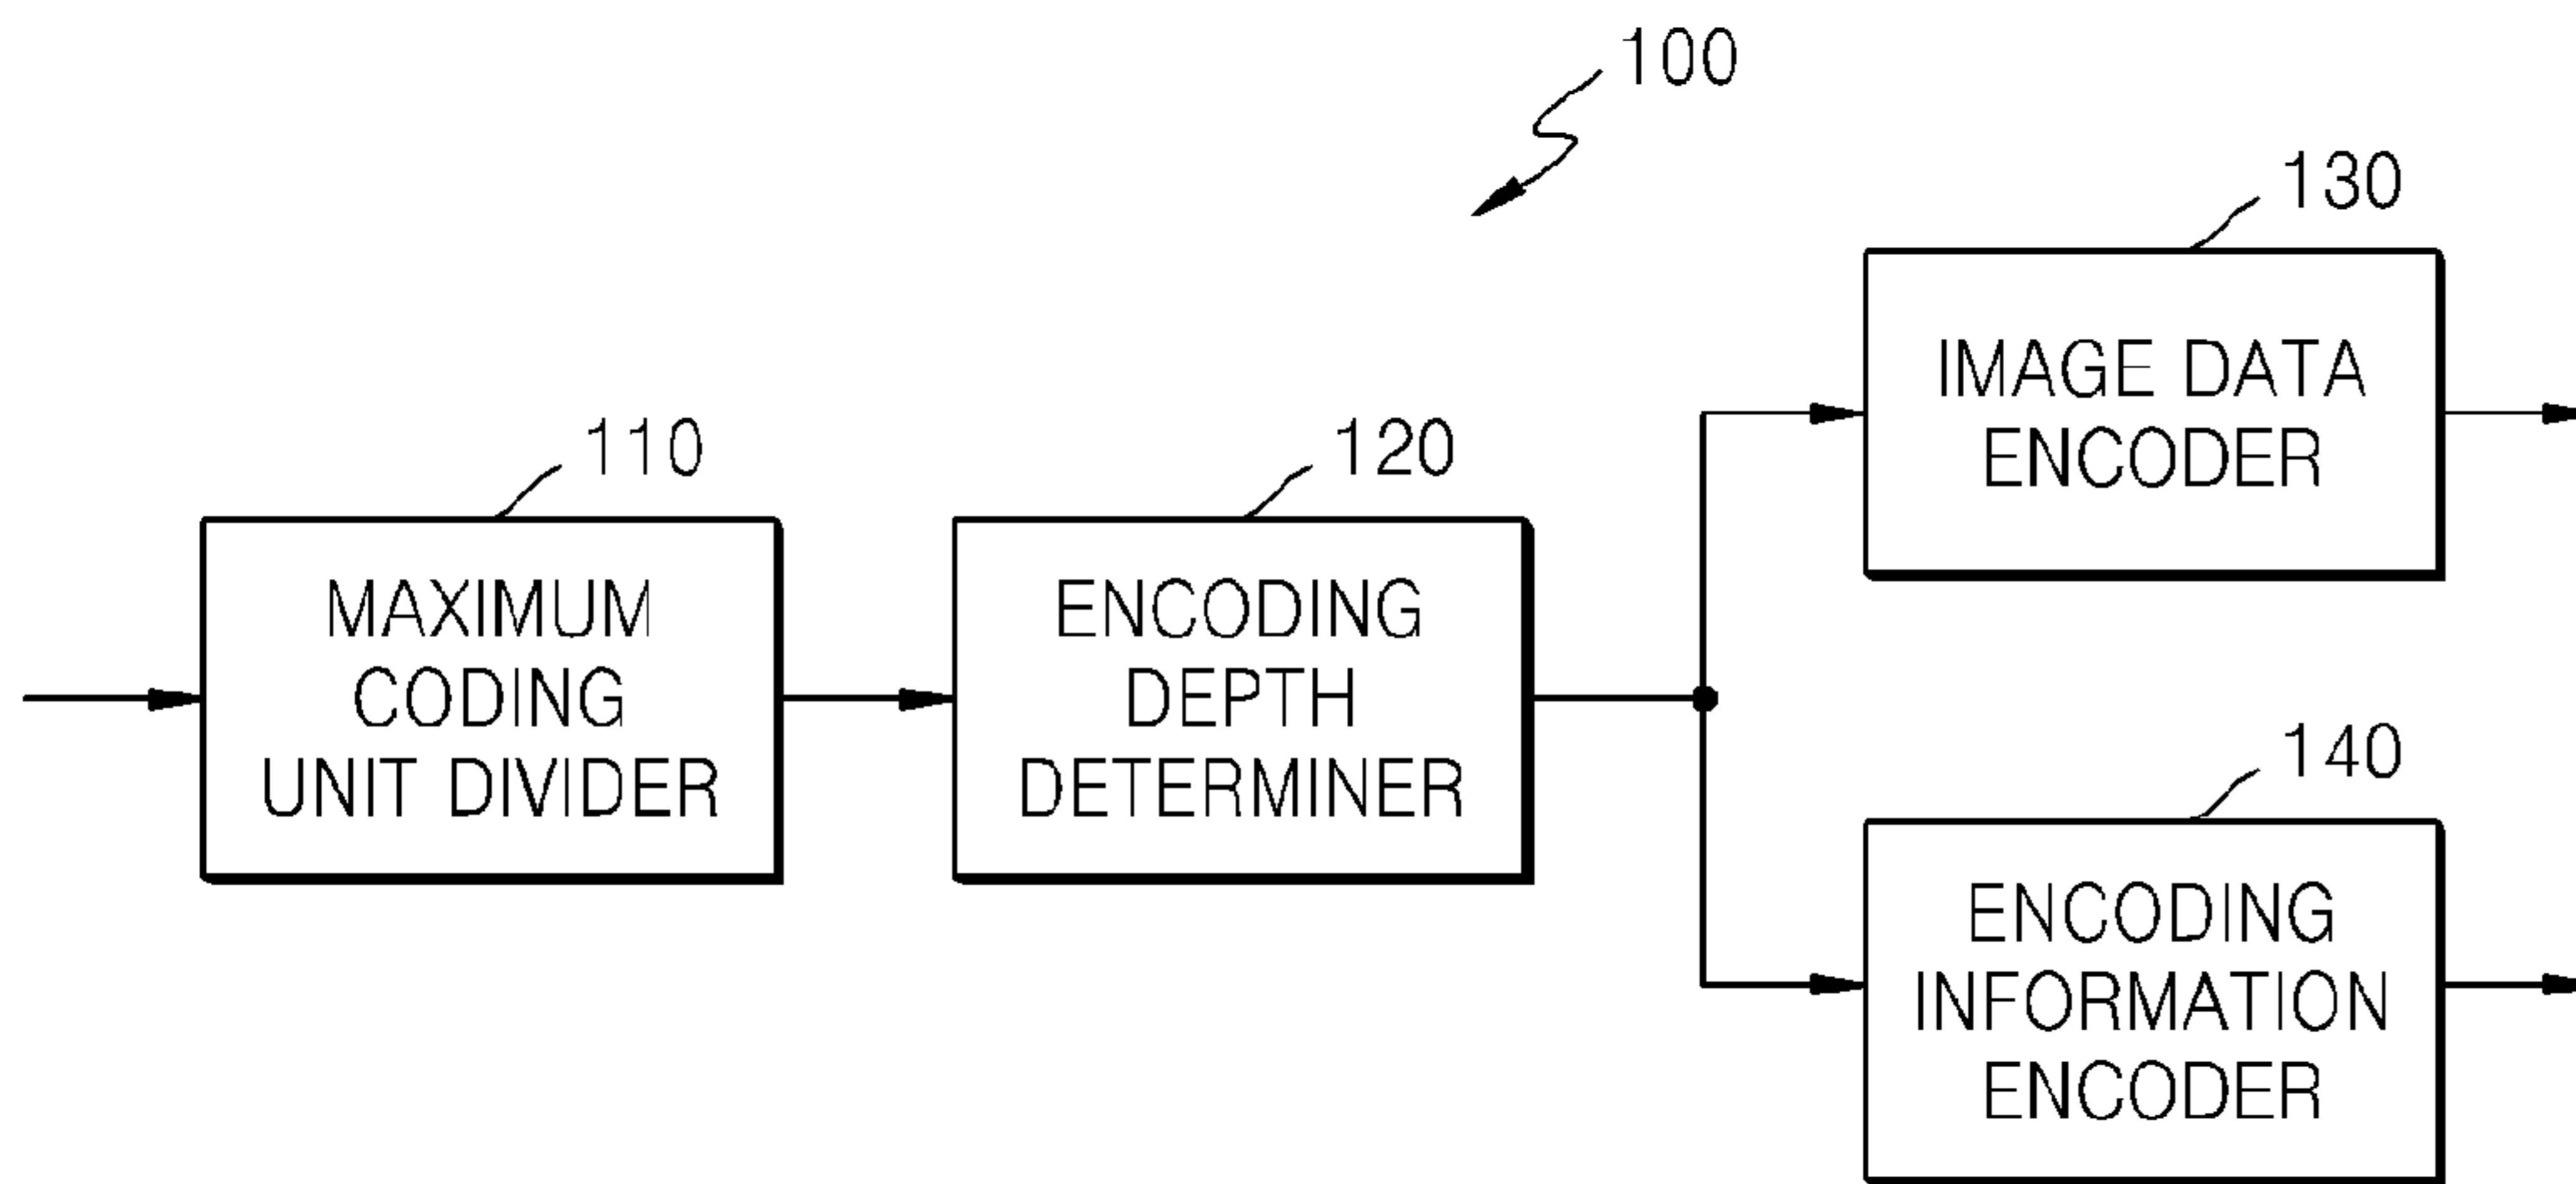 100
110
MAXIMUM
CODING
UNIT DIVIDER
120
ENCODING
DEPTH
DETERMINER
130
IMAGE DATA
ENCODER
140
ENCODING
INFORMATION
ENCODER